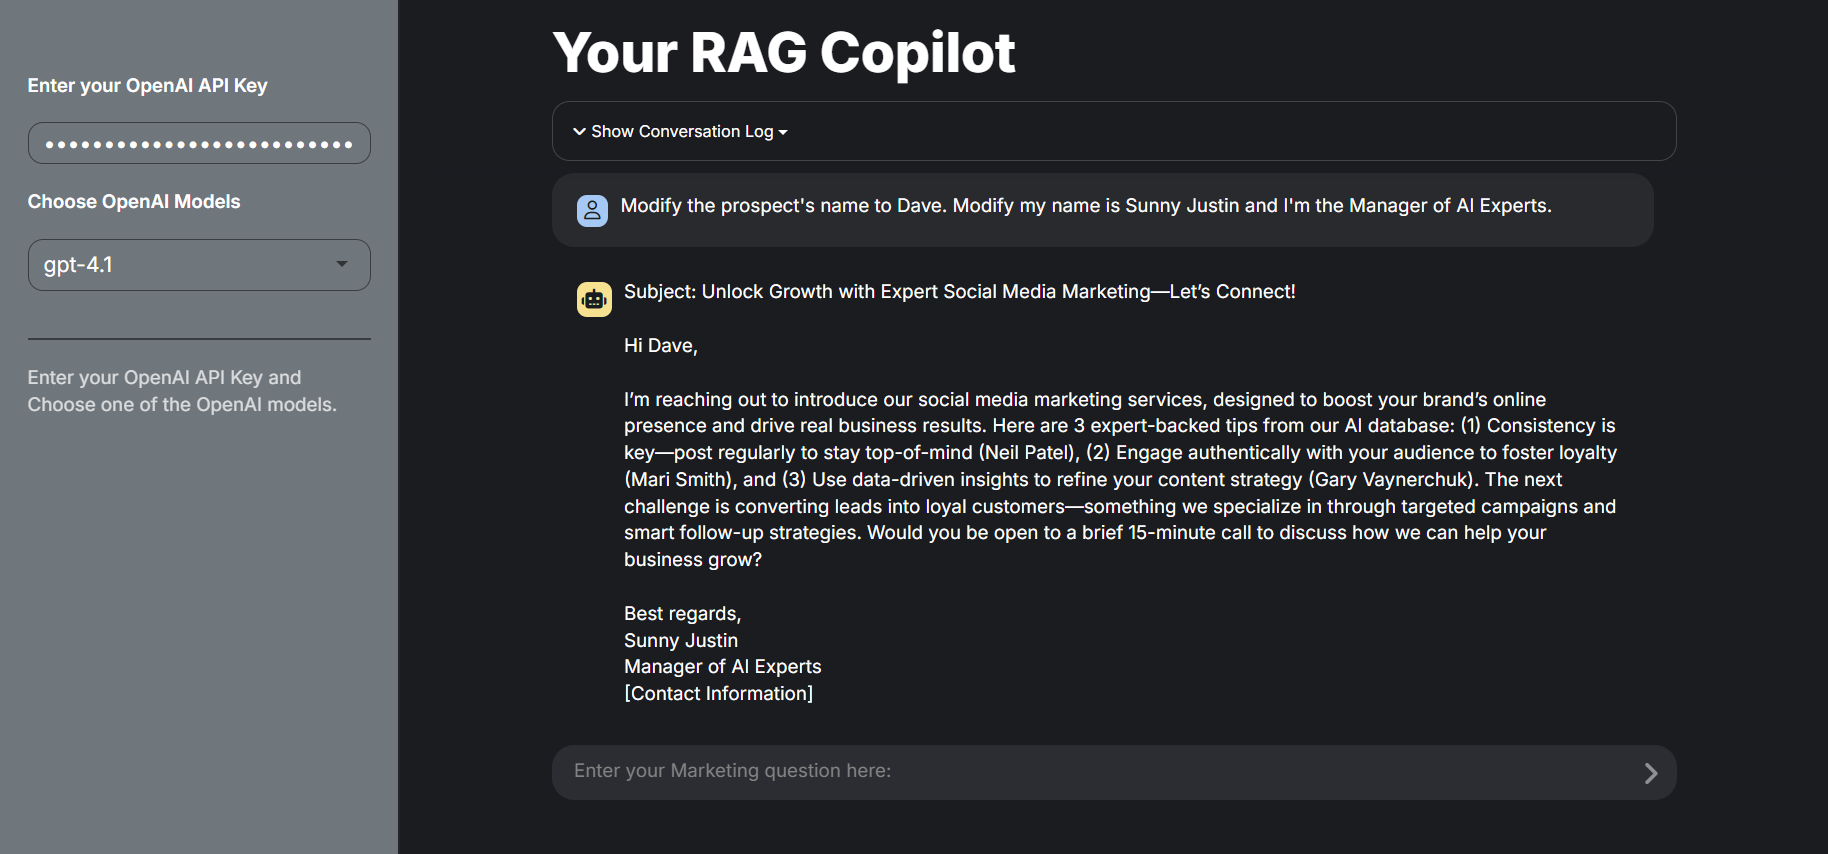 Enter your OpenAI API Key
Choose OpenAI Models
gpt-4.1
Enter your OpenAI API Key and
Choose one of the OpenAI models.
Your RAG Copilot
Show Conversation Log
Modify the prospect's name to Dave. Modify my name is Sunny Justin and I'm the Manager of AI Experts.
Subject: Unlock Growth with Expert Social Media Marketing—Let’s Connect!
Hi Dave,
I’m reaching out to introduce our social media marketing services, designed to boost your brand’s online
presence and drive real business results. Here are 3 expert-backed tips from our AI database: (1) Consistency is
key—post regularly to stay top-of-mind (Neil Patel), (2) Engage authentically with your audience to foster loyalty
(Mari Smith), and (3) Use data-driven insights to refine your content strategy (Gary Vaynerchuk). The next
challenge is converting leads into loyal customers—something we specialize in through targeted campaigns and
smart follow-up strategies. Would you be open to a brief 15-minute call to discuss how we can help your
business grow?
Best regards,
Sunny Justin
Manager of AI Experts
[Contact Information]
Enter your Marketing question here: